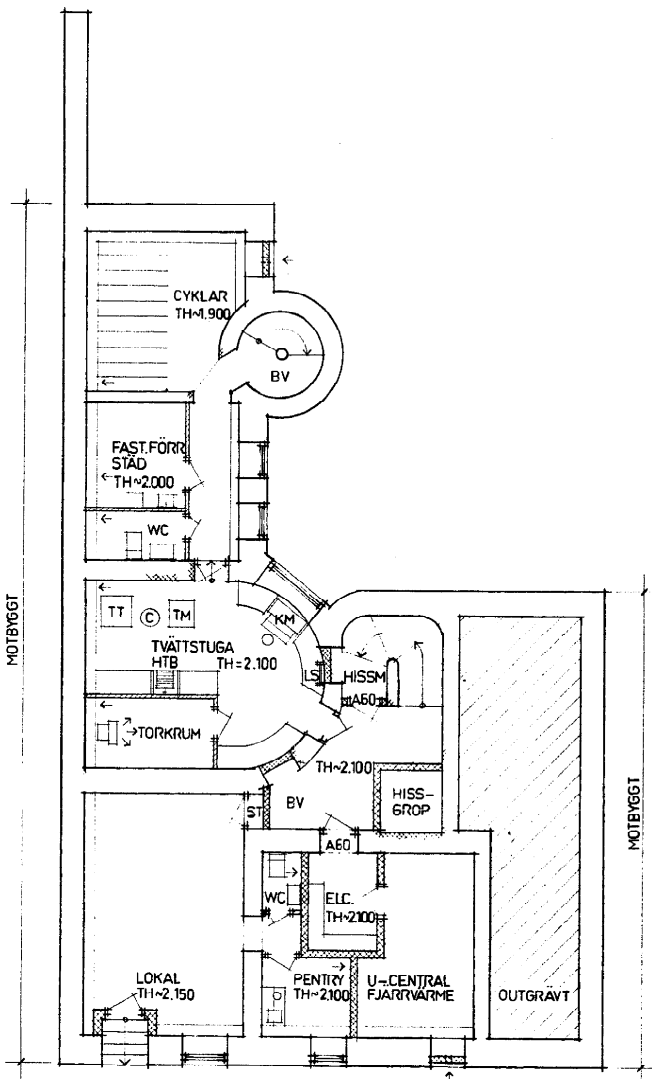 CYKLAR
TH~1.900
BV
FAST.FÖRR
STÄD
TH~2.000
WC
MOTBYGGT
TT
C
TM
KM
TVÄTTSTUGA
HTB
TH=2.100
LS
HISSM
A60
TORKRUM
TH~2.100
BV
HISS-
GROP
ST
A60
MOTBYGGT
WC
ELC.
TH~2100
LOKAL
TH~2.150
PENTRY
TH~2.100
U-CENTRAL
FJÄRRVÄRME
OUTGRÄVT